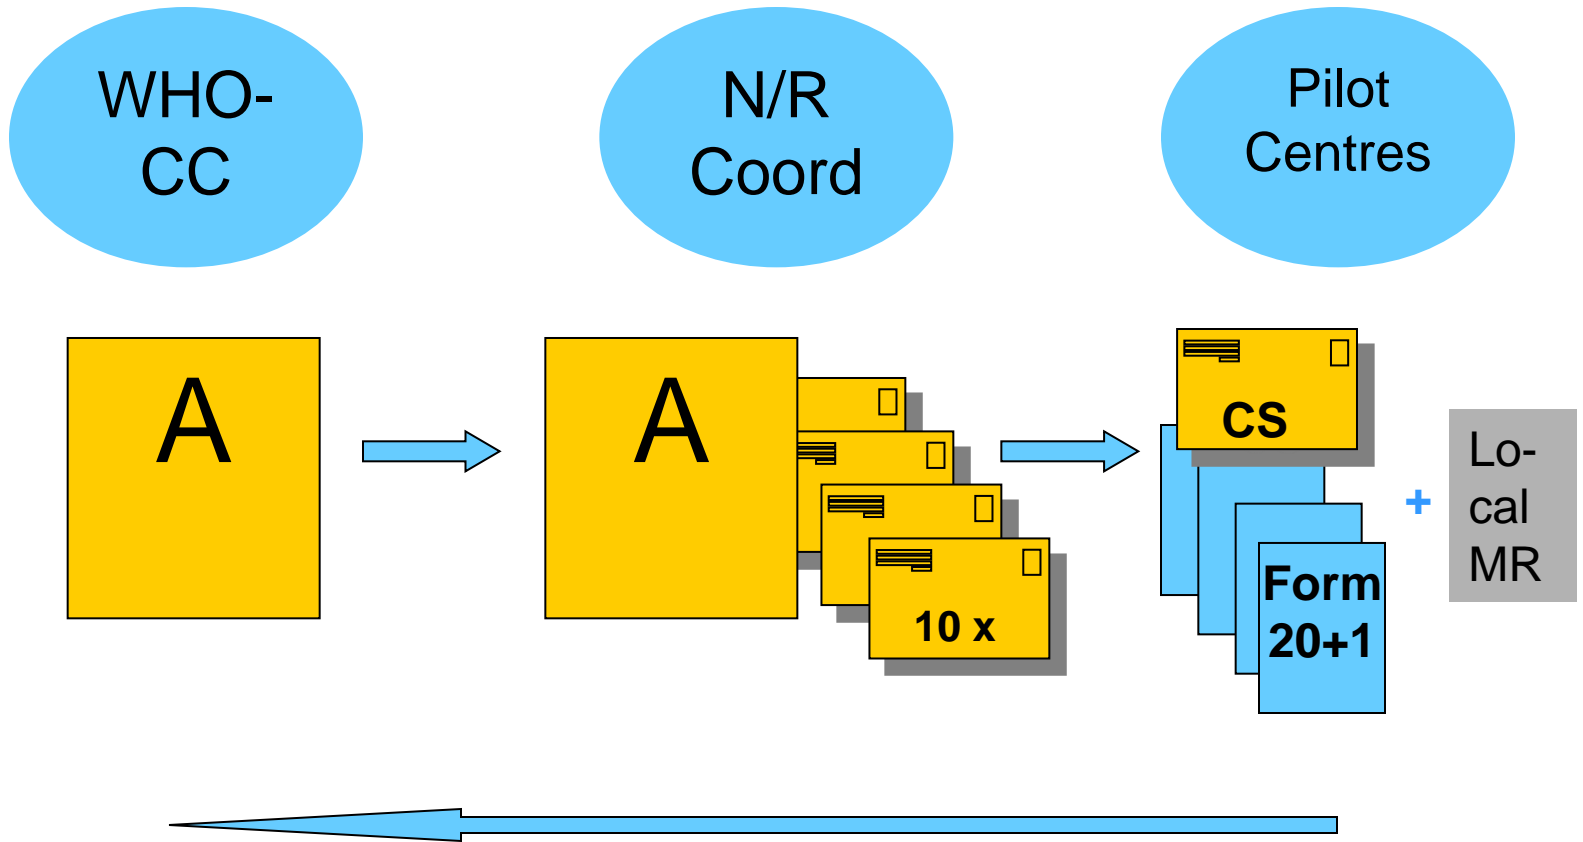 WHO-
CC
N/R
Coord
Pilot
Centres
A
A
10 x
CS
Form
20+1
+
Lo-
cal
MR